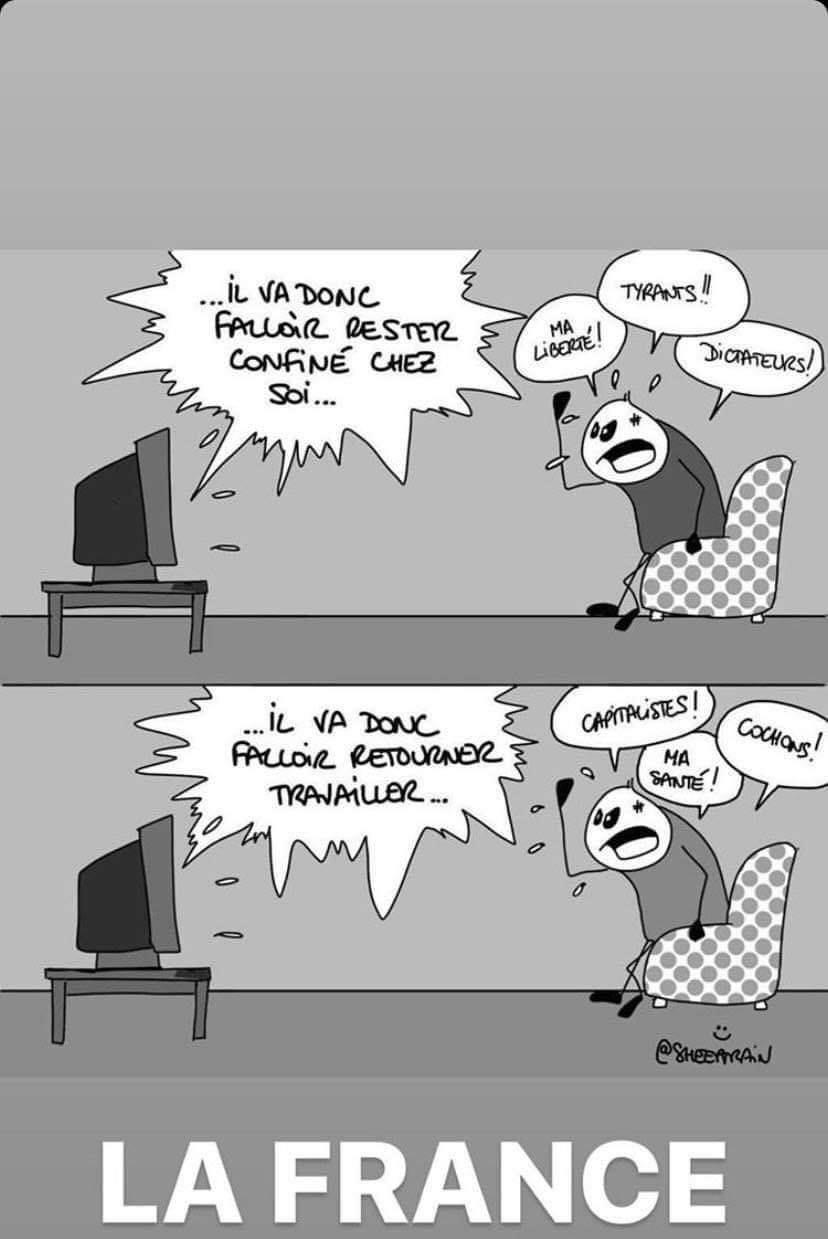 ...IL VA DONC
FALLOIR RESTER
CONFINÉ CHEZ
SOI...
MA
LIBERTÉ!
TYRANTS!!
DICTATEURS!
...IL VA DONC
FALLOIR RETOURNER
TRAVAILLER...
CAPITALISTES!
MA
SANTÉ!
COCHONS!
@SHEEPTRAIN
LA FRANCE